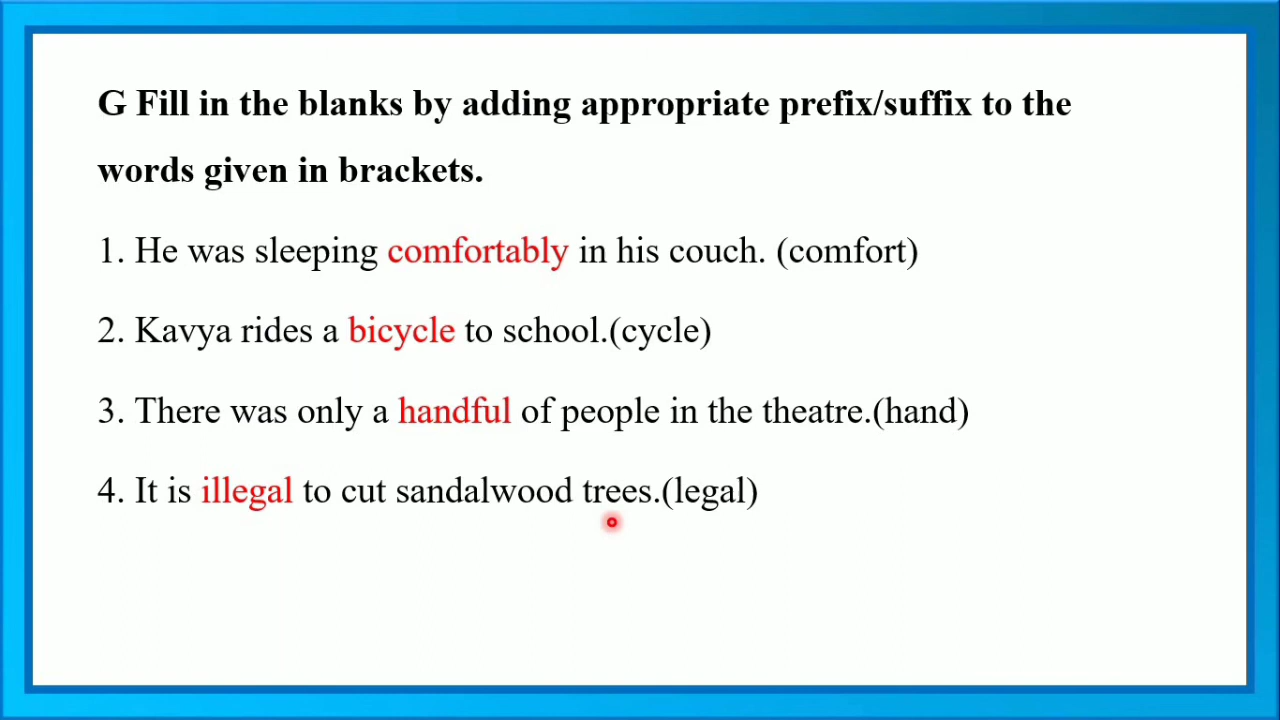 G Fill in the blanks by adding appropriate prefix/suffix to the
words given in brackets.
1. He was sleeping comfortably in his couch. (comfort)
2. Kavya rides a bicycle to school.(cycle)
3. There was only a handful of people in the theatre.(hand)
4. It is illegal to cut sandalwood trees.(legal)